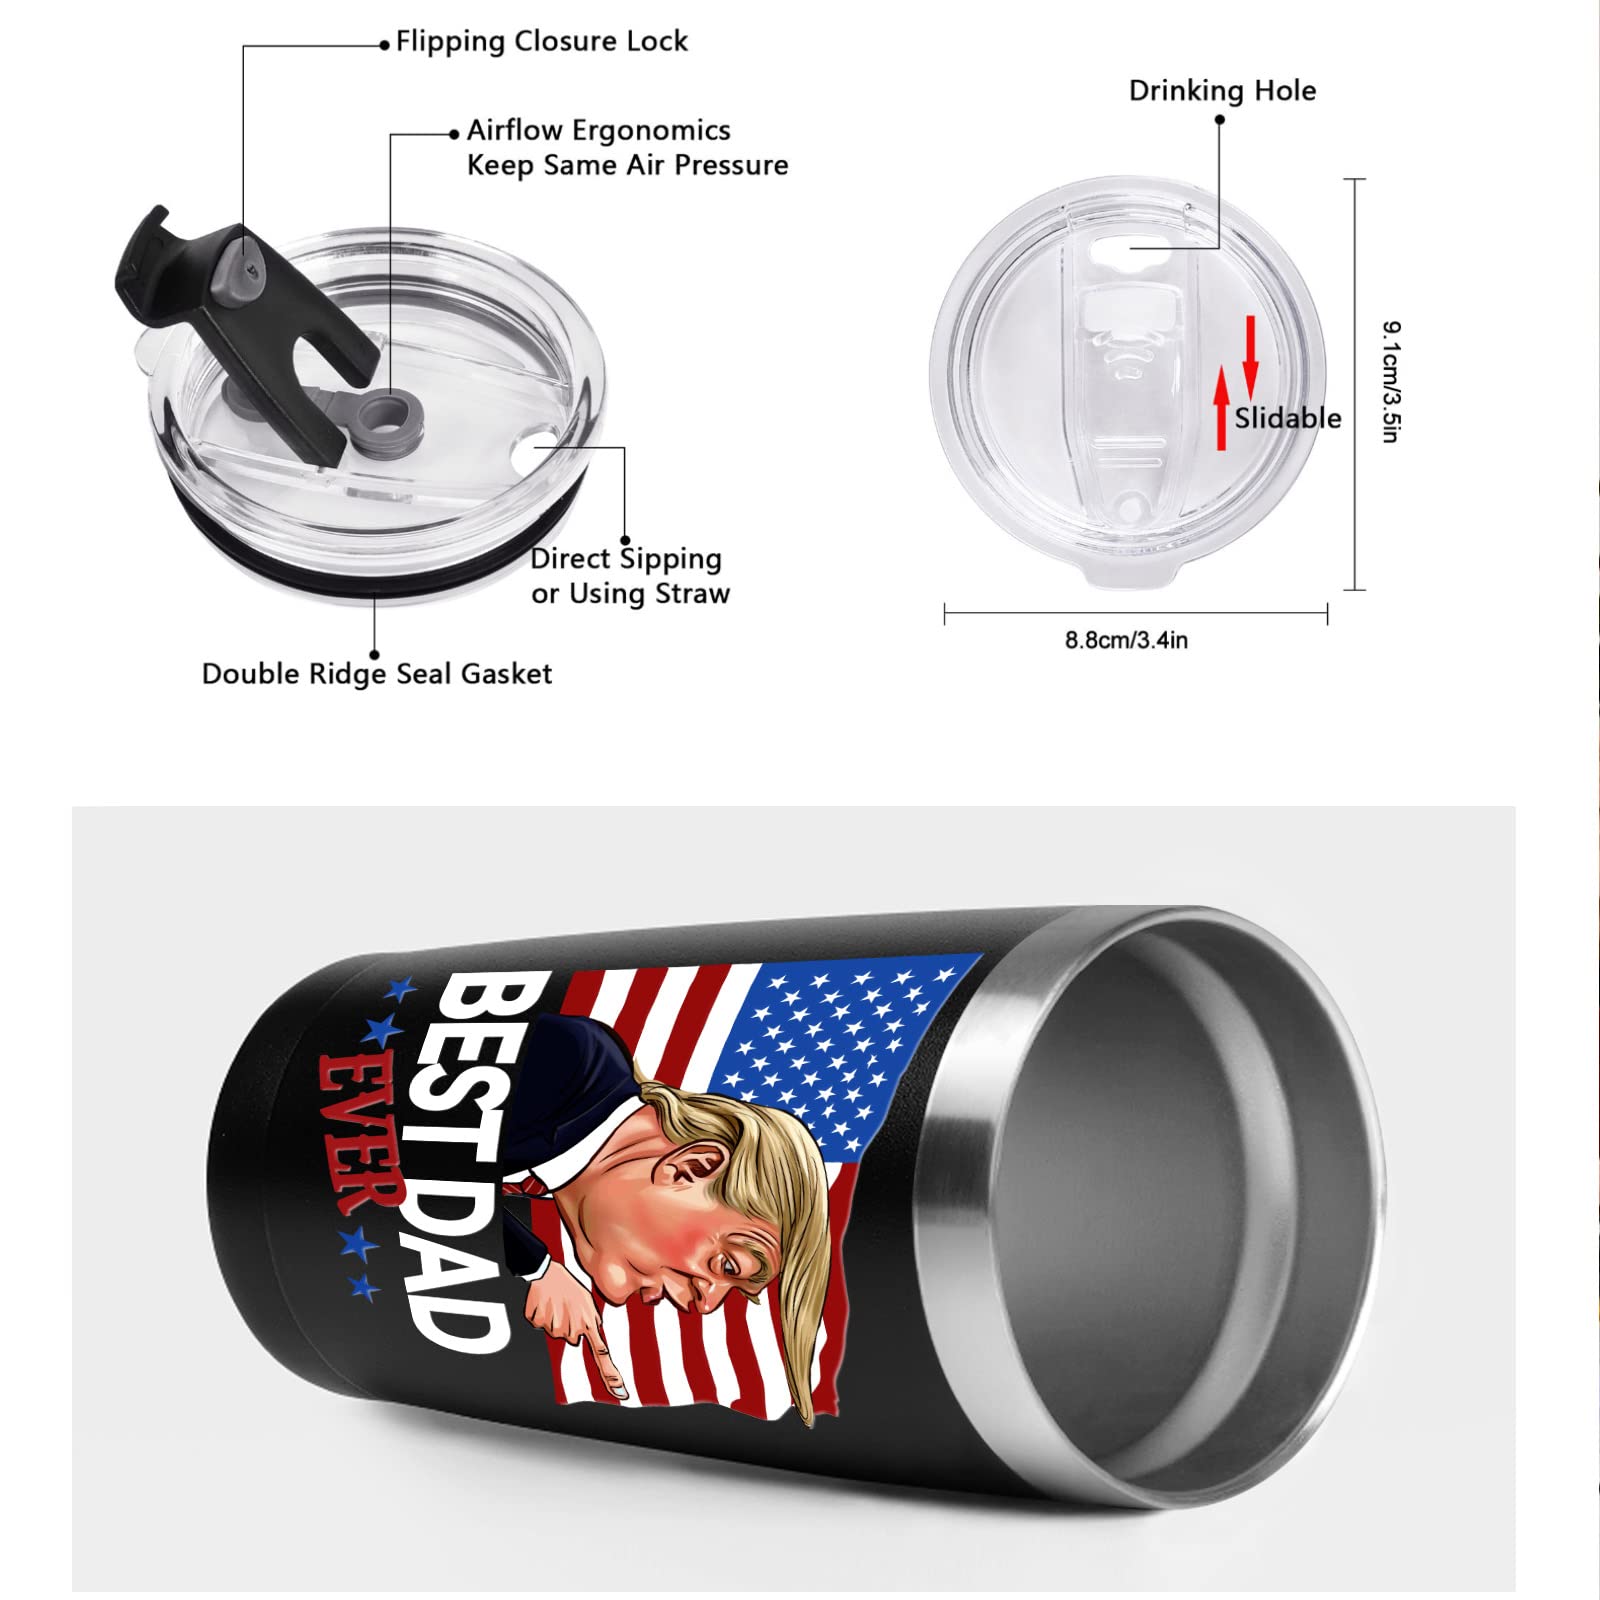 Flipping Closure Lock
Airflow Ergonomics
Keep Same Air Pressure
Direct Sipping
or Using Straw
Double Ridge Seal Gasket
Drinking Hole
Slidable
9.1cm/3.5in
8.8cm/3.4in
BEST DAD
EVER